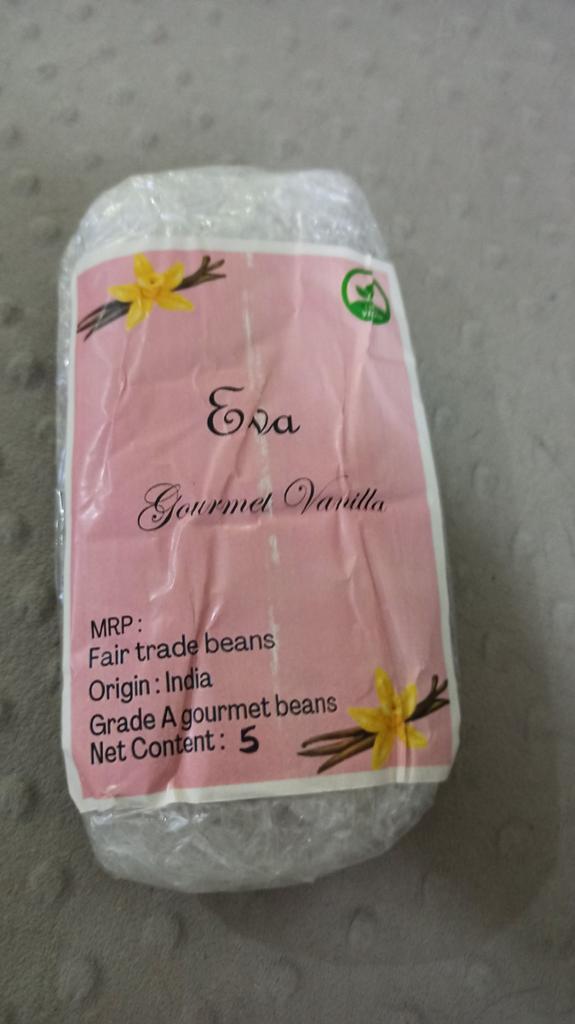 Eva
Gourmet Vanilla
MRP :
Fair trade beans
Origin : India
Grade A gourmet beans
Net Content : 5